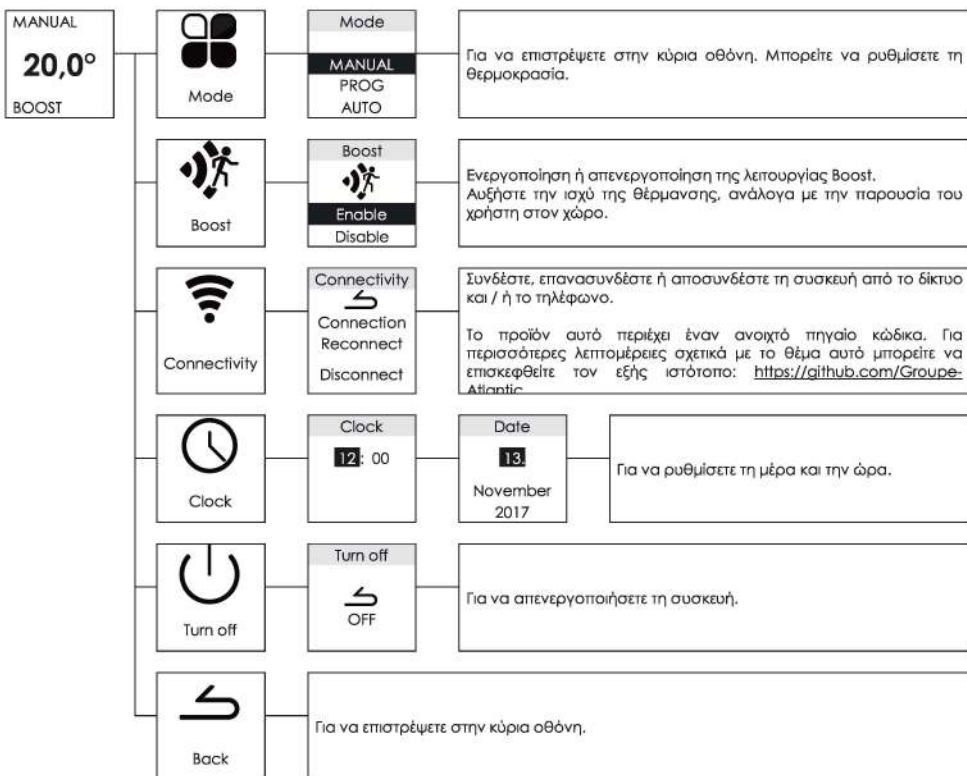 MANUAL
20,0°
BOOST
Mode
Mode
MANUAL
PROG
AUTO
Για να επιστρέψετε στην κύρια οθόνη. Μπορείτε να ρυθμίσετε τη
θερμοκρασία.
Boost
Boost
Enable
Disable
Ενεργοποίηση ή απενεργοποίηση της λειτουργίας Boost.
Αυξήστε την ισχύ της θέρμανσης, ανάλογα με την παρουσία του
χρήστη στον χώρο.
Connectivity
Connectivity
Connection
Reconnect
Disconnect
Συνδέστε, επανασυνδέστε ή αποσυνδέστε τη συσκευή από το δίκτυο
και / ή το τηλέφωνο.
Το προϊόν αυτό περιέχει έναν ανοιχτό πηγαίο κώδικα. Για
περισσότερες λεπτομέρειες σχετικά με το θέμα αυτό μπορείτε να
επισκεφθείτε τον εξής ιστότοπο: https://github.com/Groupe-
Atlantic
Clock
Clock
12 : 00
Date
13.
November
2017
Για να ρυθμίσετε τη μέρα και την ώρα.
Turn off
Turn off
OFF
Για να απενεργοποιήσετε τη συσκευή.
Back
Για να επιστρέψετε στην κύρια οθόνη.